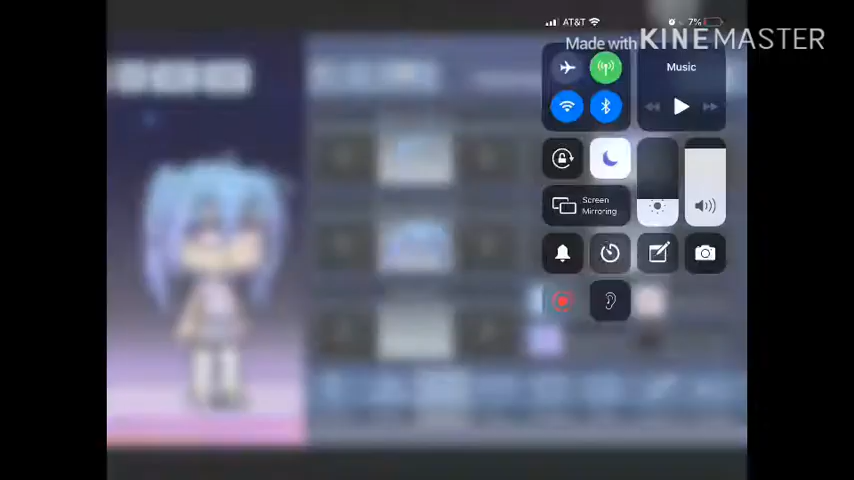 AT&T 7%
Made with KINEMASTER
Music
Screen
Mirroring